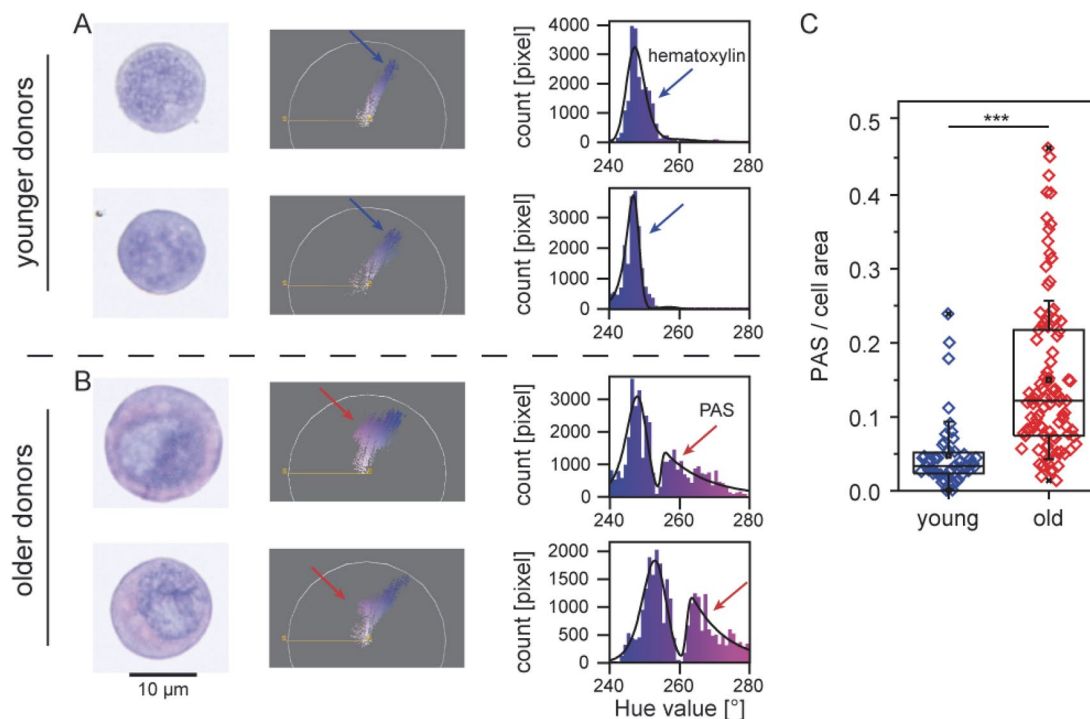 A
younger donors
count [pixel]
4000
3000
2000
1000
0
240 260 280
hematoxylin
count [pixel]
3000
2000
1000
0
240 260 280
B
older donors
count [pixel]
4000
3000
2000
1000
0
240 260 280
PAS
count [pixel]
2000
1500
1000
500
0
240 260 280
Hue value [°]
10 µm
C
PAS / cell area
0.5
0.4
0.3
0.2
0.1
0.0
***
young old